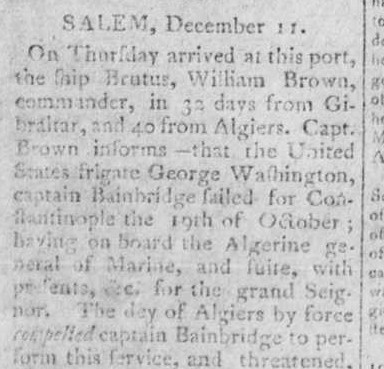 SALEM, December 11.
On Thursday arrived at this port,
the ship Brutus, William Brown,
commander, in 32 days from Gi-
braltar, and 40 from Algiers. Capt.
Brown informs—that the United
States frigate George Washington,
captain Bainbridge sailed for Con-
stantinople the 19th of October;
having on board the Algerine ge-
neral of Marine, and suite, with
presents, &c. for the grand Seig-
nor. The dey of Algiers by force
compelled captain Bainbridge to per-
form this service, and threatened,